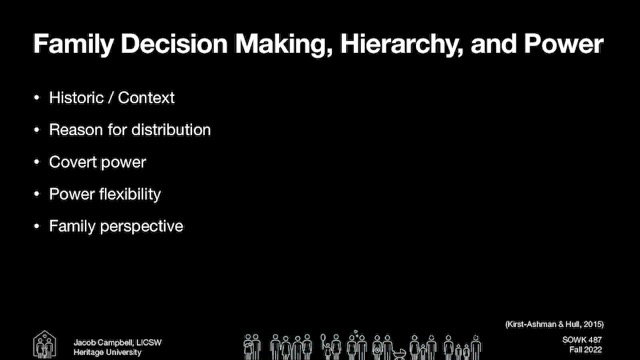 Family Decision Making, Hierarchy, and Power
• Historic / Context
• Reason for distribution
• Covert power
• Power flexibility
• Family perspective
(Kirst-Ashman & Hull, 2015)
Jacob Campbell, LICSW
Heritage University
SOWK 487
Fall 2022